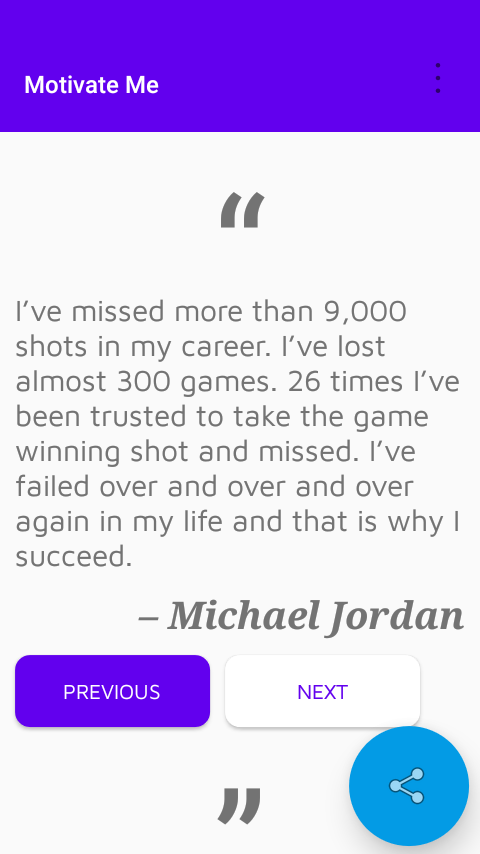 Motivate Me
“
I’ve missed more than 9,000
shots in my career. I’ve lost
almost 300 games. 26 times I’ve
been trusted to take the game
winning shot and missed. I’ve
failed over and over and over
again in my life and that is why I
succeed.
– Michael Jordan
PREVIOUS
NEXT
”